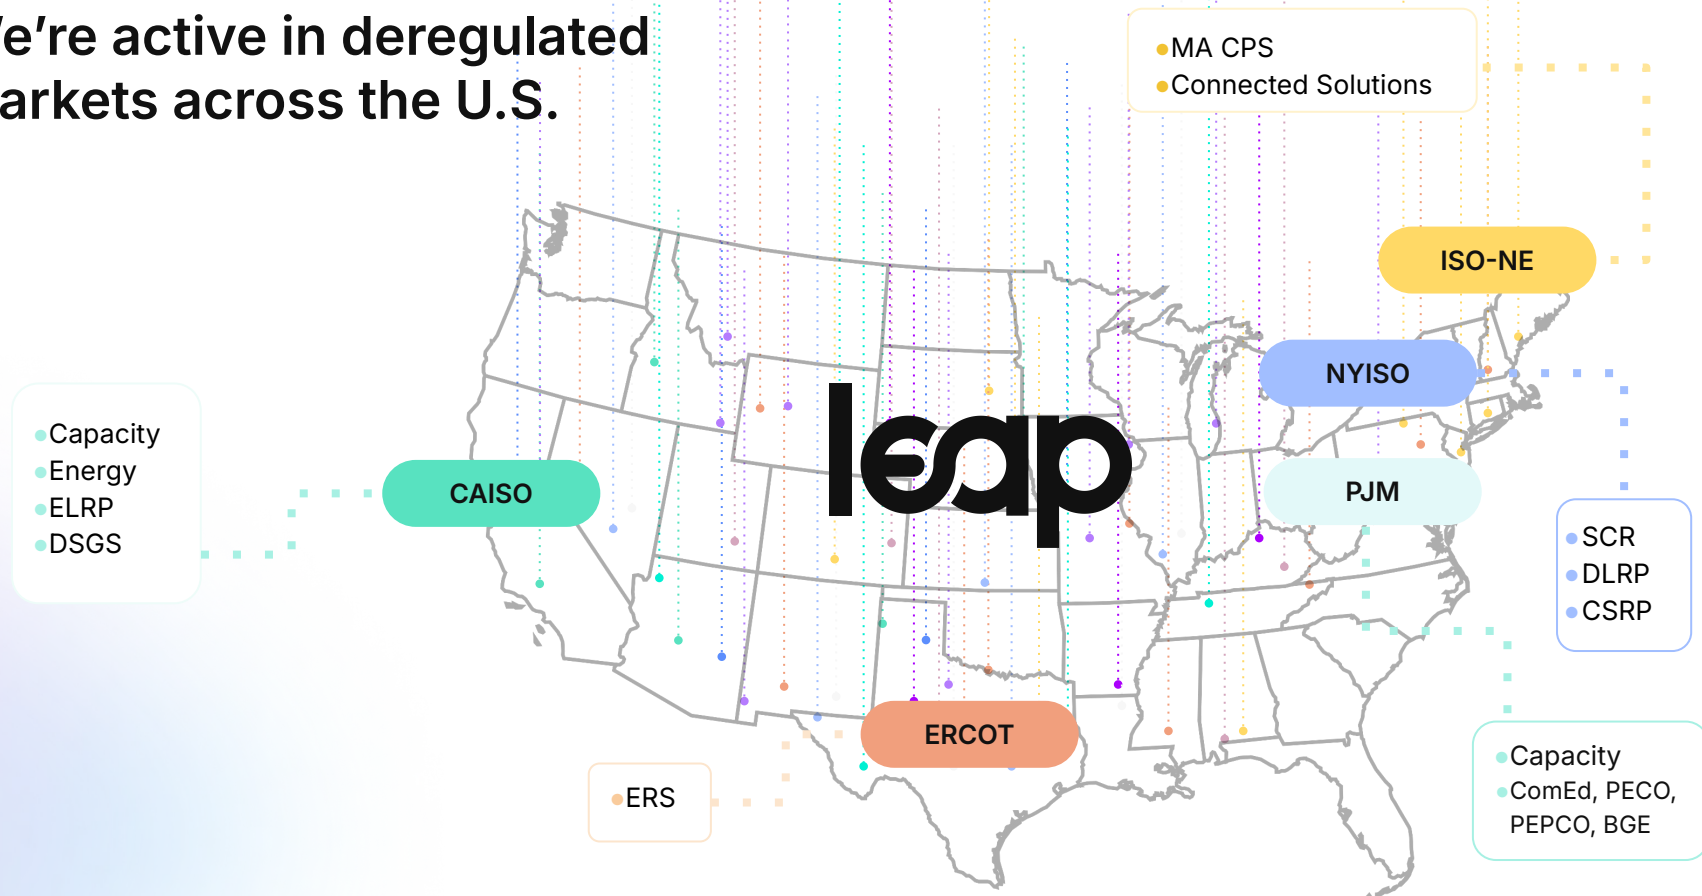 e’re active in deregulated
arkets across the U.S.
MA CPS
Connected Solutions
ISO-NE
NYISO
Capacity
Energy
ELRP
DSGS
CAISO
leap
PJM
SCR
DLRP
CSRP
ERCOT
ERS
Capacity
ComEd, PECO,
PEPCO, BGE